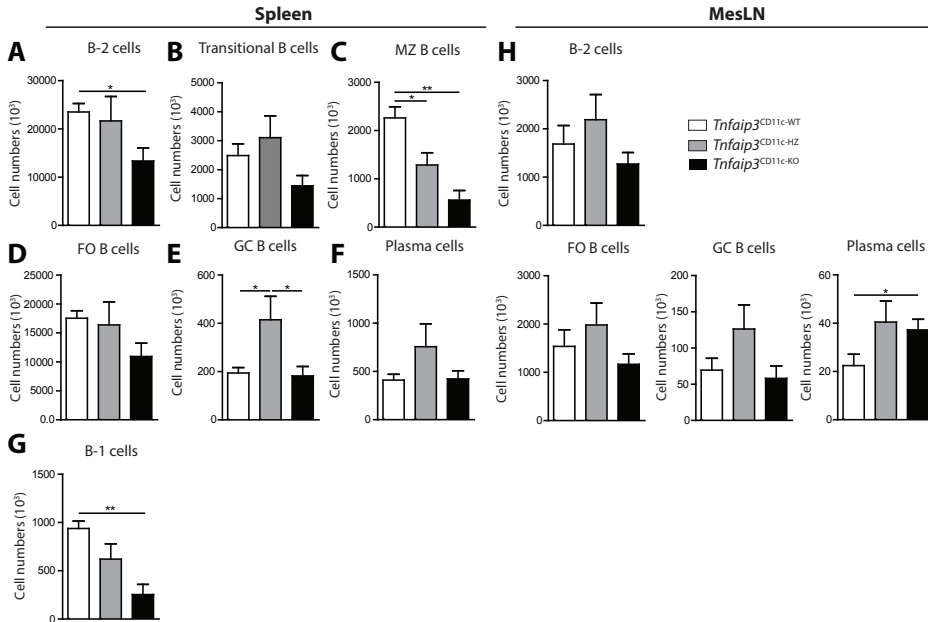 Spleen
MesLN
A
B-2 cells
Cell numbers (10³)
30000
20000
10000
0
*
B
Transitional B cells
Cell numbers (10³)
5000
4000
3000
2000
1000
0
C
MZ B cells
Cell numbers (10³)
3000
2000
1000
0
**
*
H
B-2 cells
Cell numbers (10³)
3000
2000
1000
0
Tnfaip3CD11c-WT
Tnfaip3CD11c-HZ
Tnfaip3CD11c-KO
D
FO B cells
Cell numbers (10³)
25000
20000
15000
10000
5000
0.0
E
GC B cells
Cell numbers (10³)
600
400
200
0
* *
F
Plasma cells
Cell numbers (10³)
1500
1000
500
0
FO B cells
Cell numbers (10³)
3000
2000
1000
0
GC B cells
Cell numbers (10³)
200
150
100
50
0
Plasma cells
Cell numbers (10³)
60
40
20
0
*
G
B-1 cells
Cell numbers (10³)
1500
1000
500
0
**